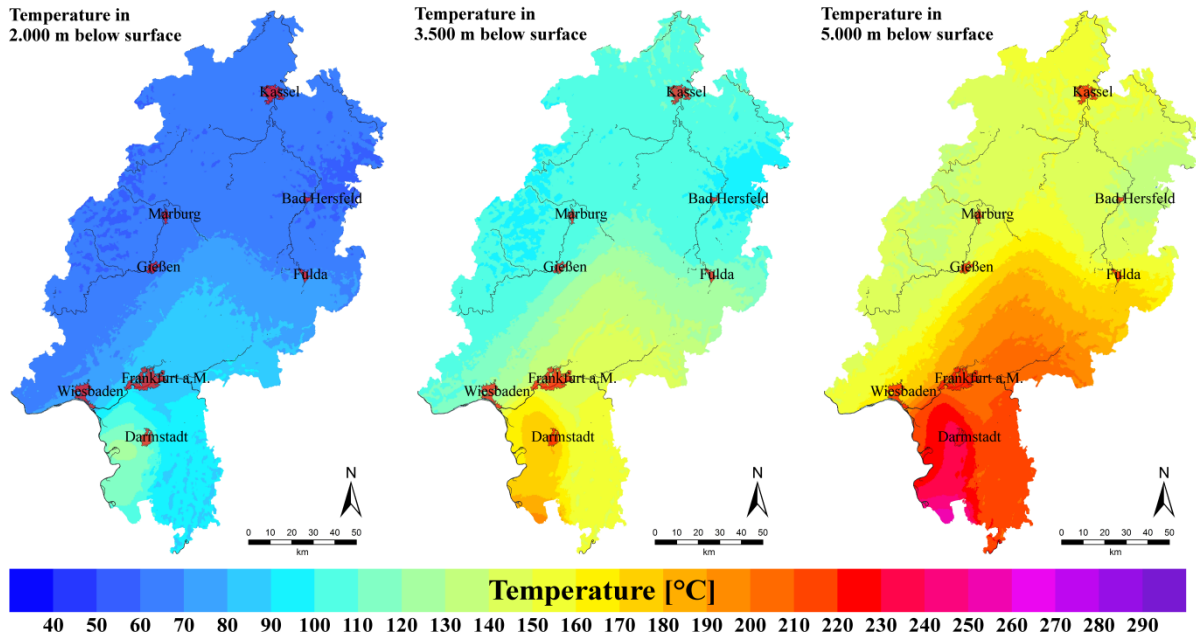 Temperature in
2.000 m below surface
Kassel
Bad Hersfeld
Marburg
Gießen
Fulda
Frankfurt a.M.
Wiesbaden
Darmstadt
N
0 10 20 30 40 50
km
Temperature in
3.500 m below surface
Kassel
Bad Hersfeld
Marburg
Gießen
Fulda
Frankfurt a.M.
Wiesbaden
Darmstadt
N
0 10 20 30 40 50
km
Temperature in
5.000 m below surface
Kassel
Bad Hersfeld
Marburg
Gießen
Fulda
Frankfurt a.M.
Wiesbaden
Darmstadt
N
0 10 20 30 40 50
km
Temperature [°C]
40 50 60 70 80 90 100 110 120 130 140 150 160 170 180 190 200 210 220 230 240 250 260 270 280 290